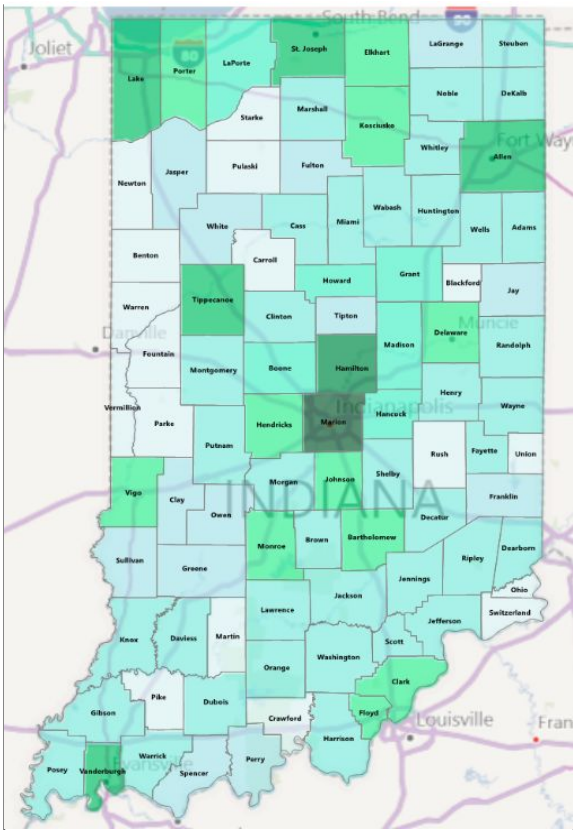 South Bend
80
Joliet
St. Joseph
Elkhart
LaGrange
Steuben
Lake
Porter
80
LaPorte
Noble
DeKalb
Starke
Marshall
Kosciusko
Whitley
Fort Way
Allen
Newton
Jasper
Pulaski
Fulton
Wabash
Huntington
White
Cass
Miami
Wells
Adams
Benton
Carroll
Howard
Grant
Blackford
Jay
Warren
Tippecanoe
Clinton
Tipton
Delaware
Muncie
Danville
Fountain
Montgomery
Boone
Hamilton
Madison
Randolph
Vermillion
Parke
Putnam
Hendricks
Marion
Indianapolis
Hancock
Henry
Wayne
Rush
Fayette
Union
Vigo
Clay
Owen
Morgan
Johnson
Shelby
Franklin
INDIANA
Decatur
Sullivan
Greene
Monroe
Brown
Bartholomew
Jennings
Ripley
Dearborn
Ohio
Switzerland
Knox
Daviess
Martin
Lawrence
Jackson
Scott
Jefferson
Orange
Washington
Clark
Gibson
Pike
Dubois
Crawford
Harrison
Floyd
Louisville
Fran
Posey
Vanderburgh
Evansville
Warrick
Spencer
Perry